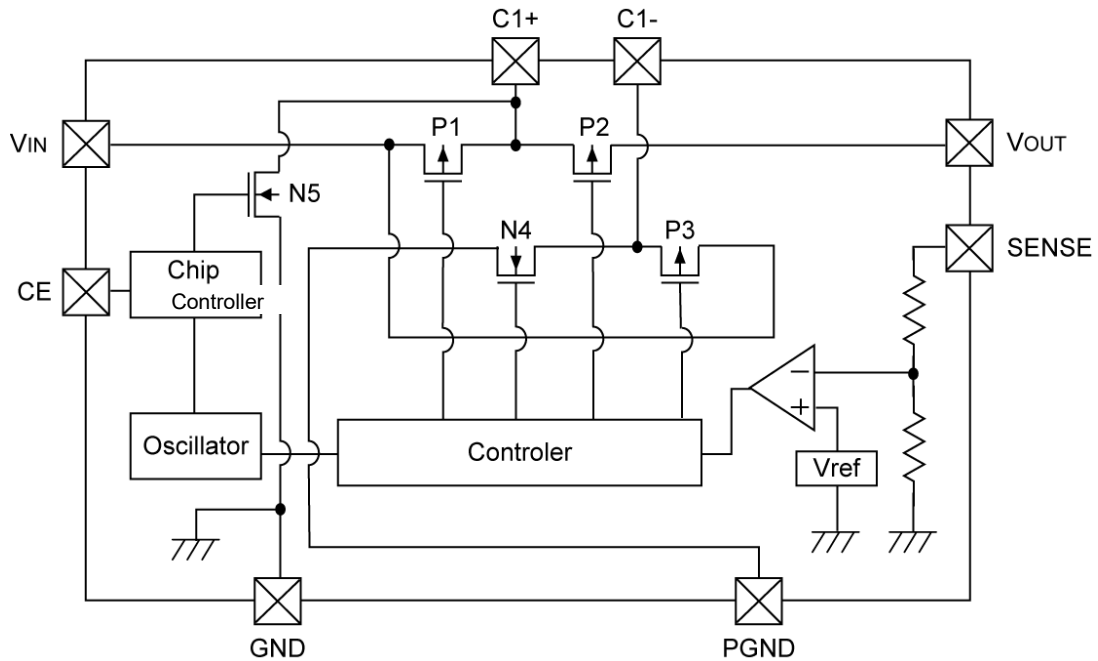 C1+
C1-
VIN
P1
P2
VOUT
N5
N4
P3
SENSE
CE
Chip
Controller
−
+
Oscillator
Controler
Vref
GND
PGND